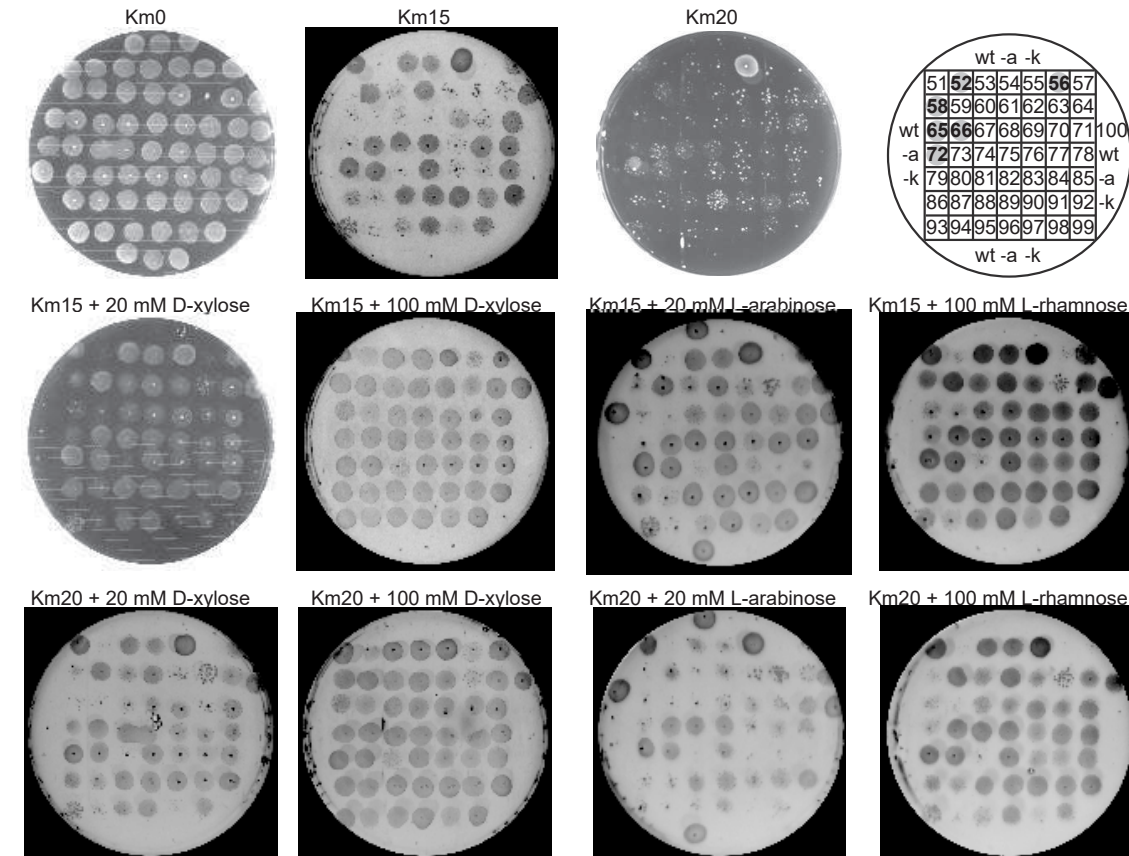 Km0 Km15 Km20
wt -a -k
51 52 53 54 55 56 57
58 59 60 61 62 63 64
wt 65 66 67 68 69 70 71 100
-a 72 73 74 75 76 77 78 wt
-k 79 80 81 82 83 84 85 -a
86 87 88 89 90 91 92 -k
93 94 95 96 97 98 99
wt -a -k
Km15 + 20 mM D-xylose Km15 + 100 mM D-xylose Km15 + 20 mM L-arabinose Km15 + 100 mM L-rhamnose
Km20 + 20 mM D-xylose Km20 + 100 mM D-xylose Km20 + 20 mM L-arabinose Km20 + 100 mM L-rhamnose